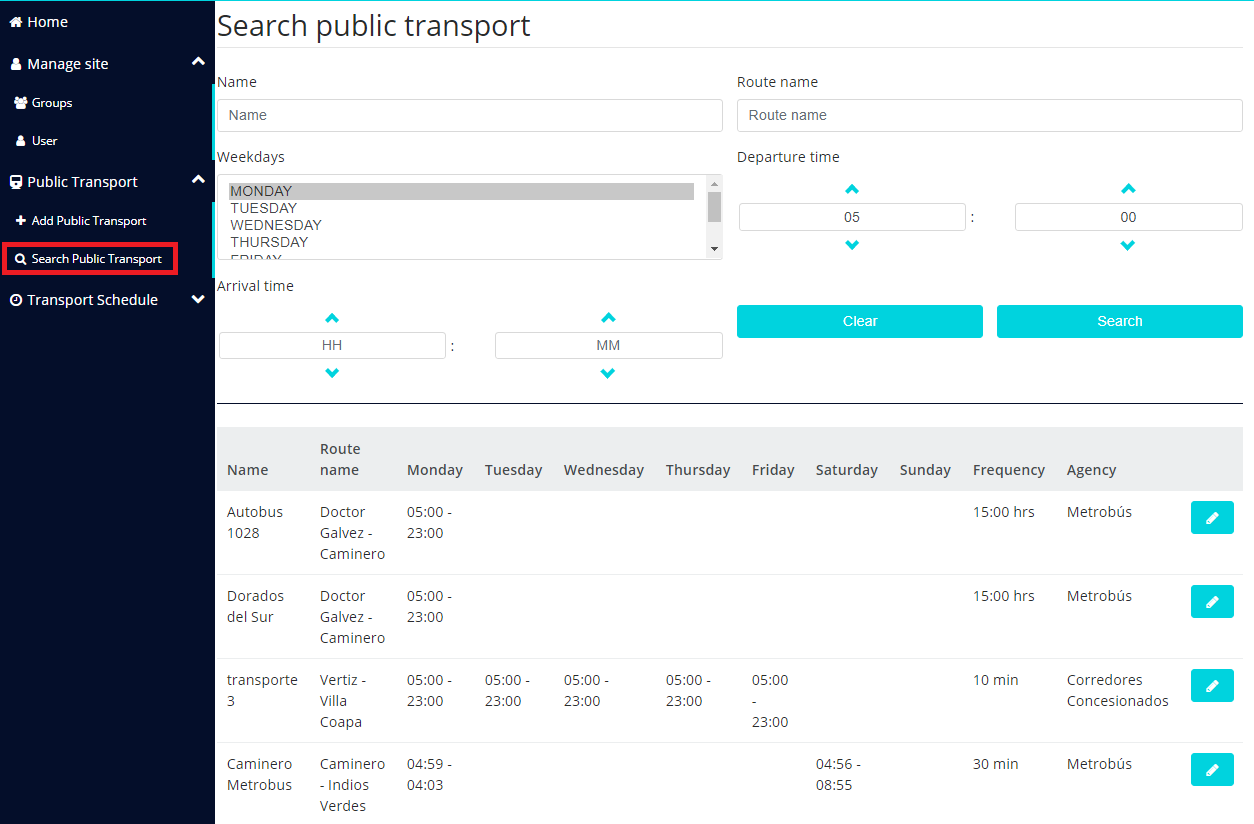 Home
Manage site
Groups
User
Public Transport
Add Public Transport
Search Public Transport
Transport Schedule
Search public transport
Name
Route name
Name
Route name
Weekdays
Departure time
MONDAY
TUESDAY
WEDNESDAY
THURSDAY
FRIDAY
05 : 00
Arrival time
HH : MM
Clear
Search
Route
Name name Monday Tuesday Wednesday Thursday Friday Saturday Sunday Frequency Agency
Autobus Doctor 05:00 - 15:00 hrs Metrobús
1028 Galvez - 23:00
Caminero
Dorados Doctor 05:00 - 15:00 hrs Metrobús
del Sur Galvez - 23:00
Caminero
transporte Vertiz - 05:00 - 05:00 - 05:00 - 05:00 - 05:00 10 min Corredores
3 Villa 23:00 23:00 23:00 23:00 - Concesionados
Coapa 23:00
Caminero Caminero 04:59 - 04:56 - 30 min Metrobús
Metrobus - Indios 04:03 08:55
Verdes